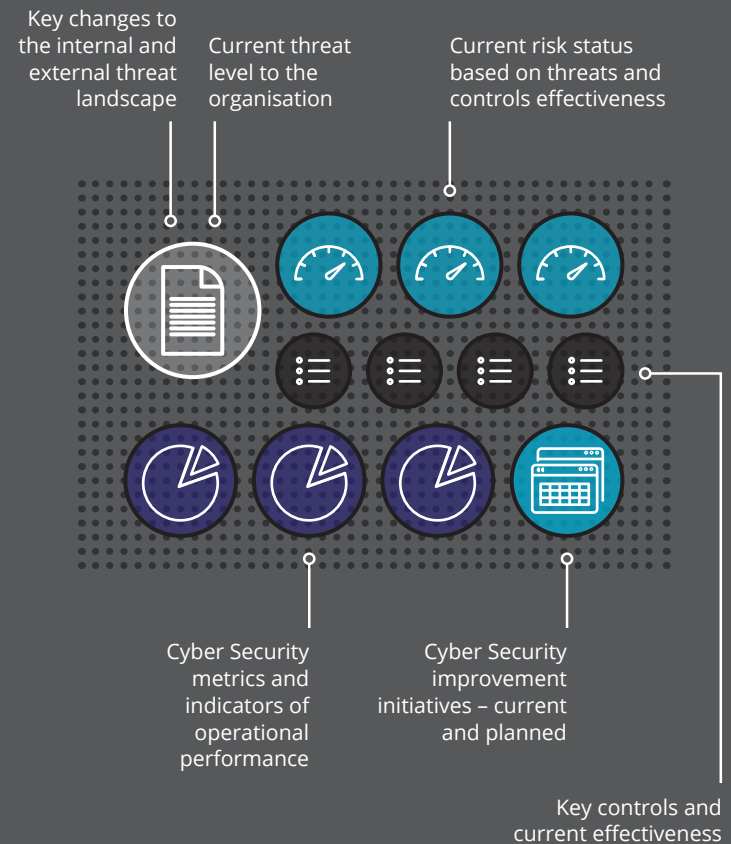 Key changes to
the internal and
external threat
landscape
Current threat
level to the
organisation
Current risk status
based on threats and
controls effectiveness
Cyber Security
metrics and
indicators of
operational
performance
Cyber Security
improvement
initiatives – current
and planned
Key controls and
current effectiveness